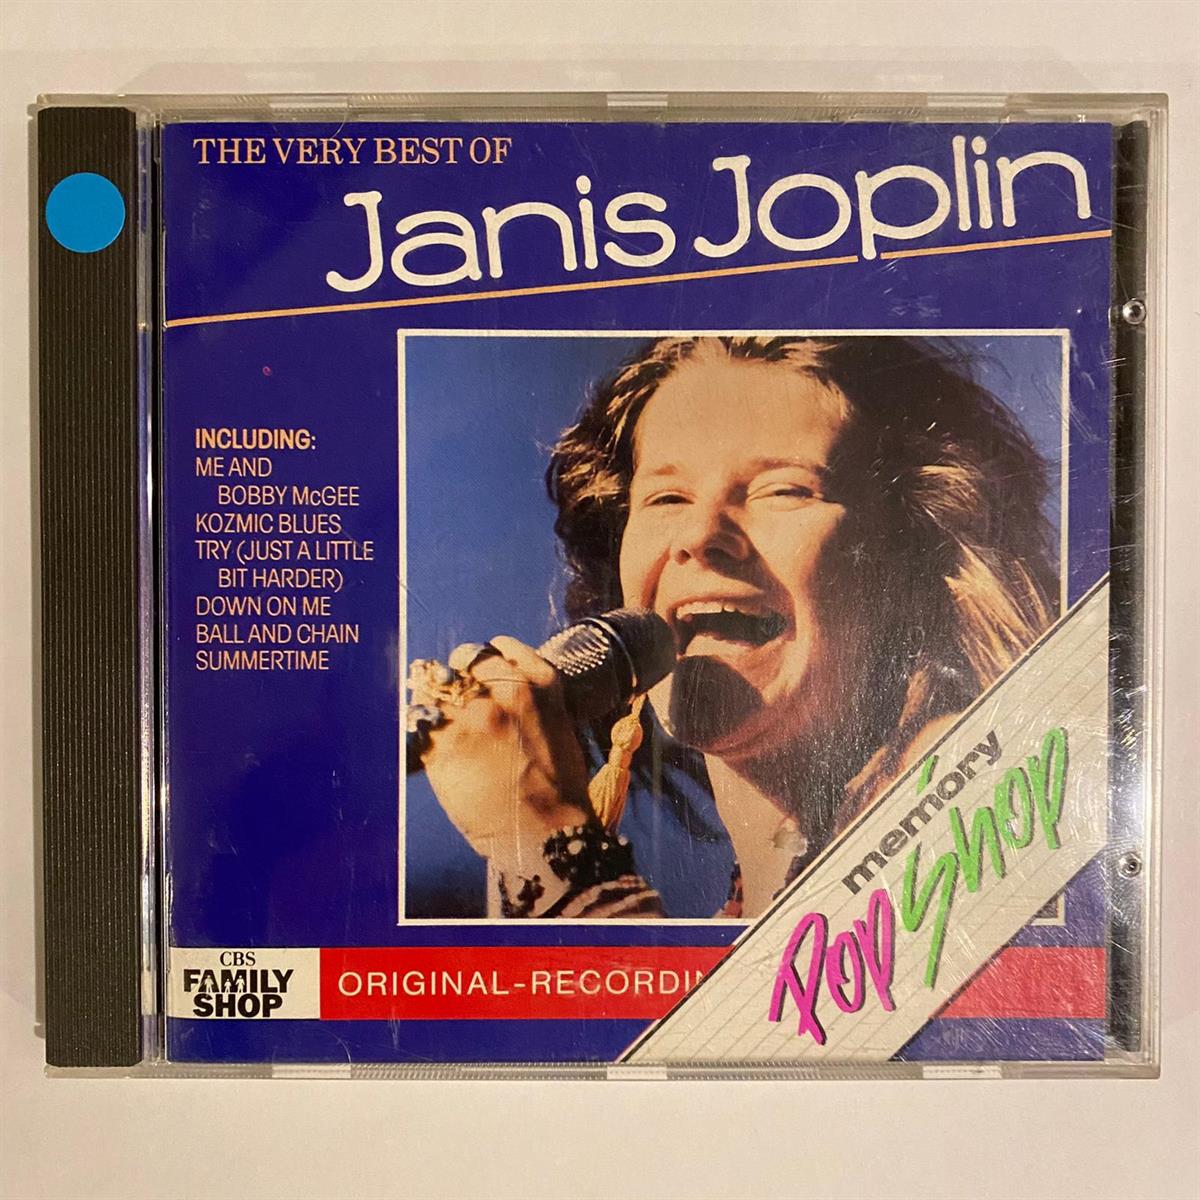 THE VERY BEST OF
Janis Joplin
INCLUDING:
ME AND
BOBBY McGEE
KOZMIC BLUES
TRY (JUST A LITTLE
BIT HARDER)
DOWN ON ME
BALL AND CHAIN
SUMMERTIME
memory
Pop Shop
CBS
FAMILY
SHOP
ORIGINAL-RECORDIN